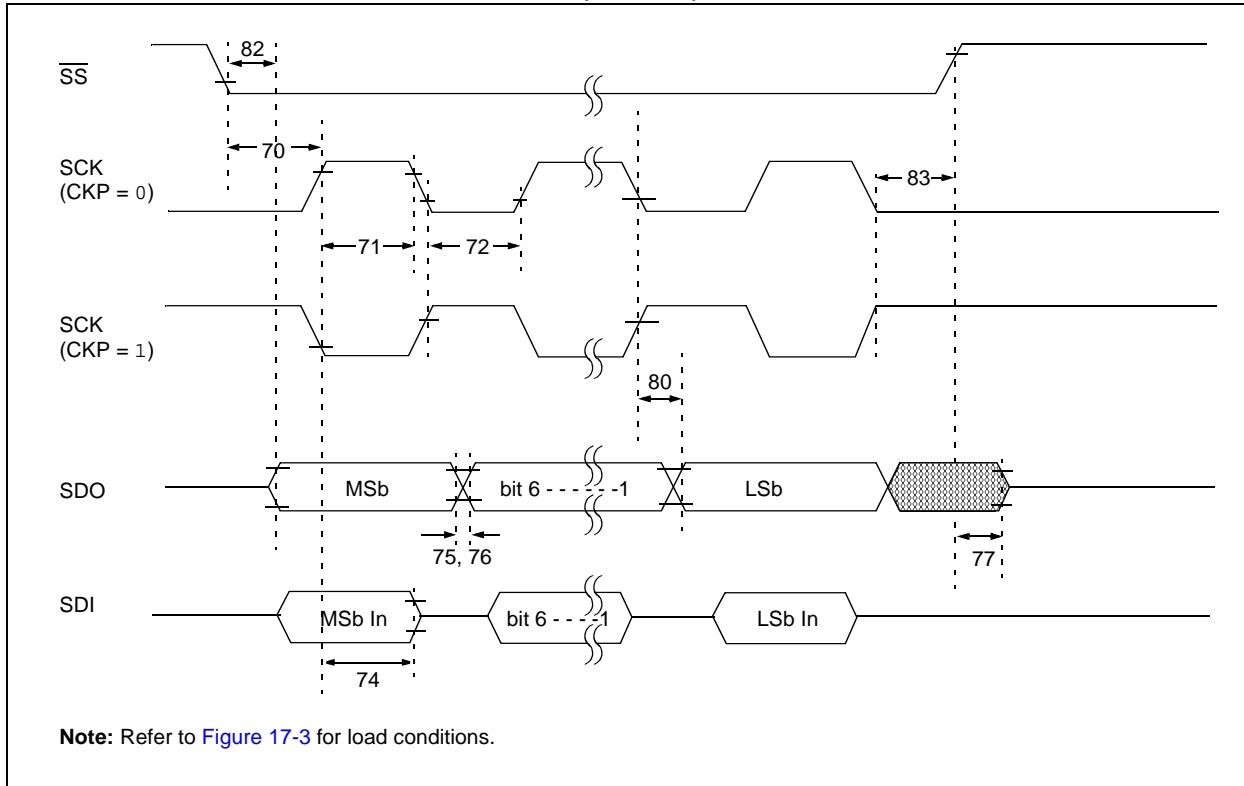 82
SS
70
SCK
(CKP = 0)
83
71
72
SCK
(CKP = 1)
80
SDO
MSb
bit 6 - - - - - -1
LSb
75, 76
77
SDI
MSb In
bit 6 - - - -1
LSb In
74
Note: Refer to Figure 17-3 for load conditions.